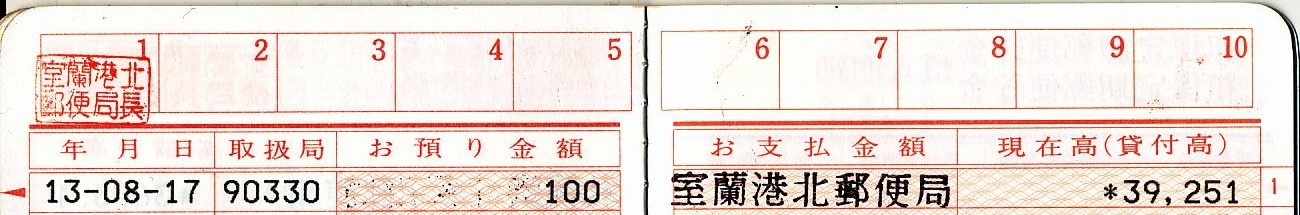 1 2 3 4 5 6 7 8 9 10
室蘭港北
郵便局長
年月日 取扱局 お預り金額 お支払金額 現在高(貸付高)
13-08-17 90330 100 室蘭港北郵便局 *39,251 1